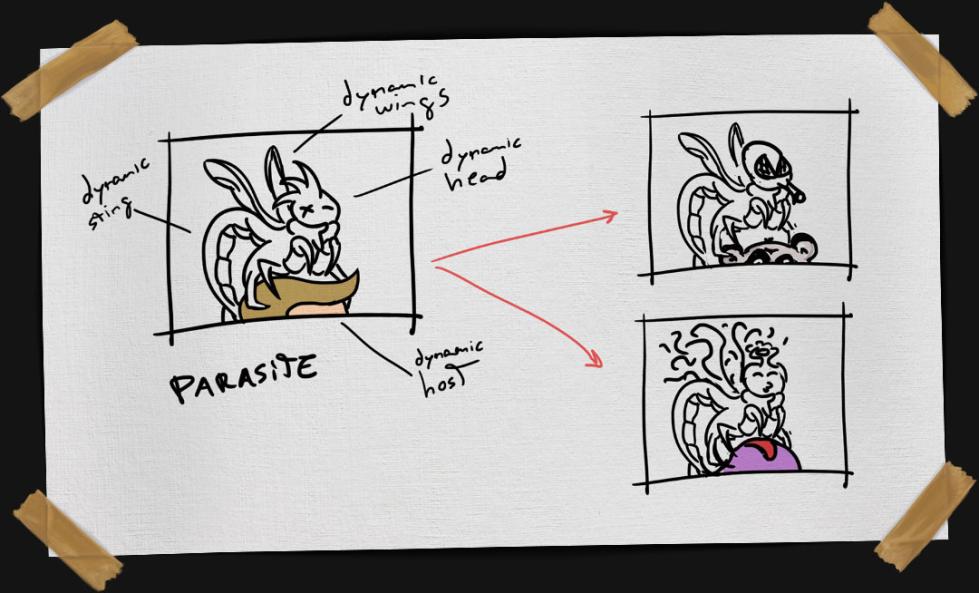 dynamic
wings
dynamic
head
dynamic
sting
PARASITE
dynamic
host